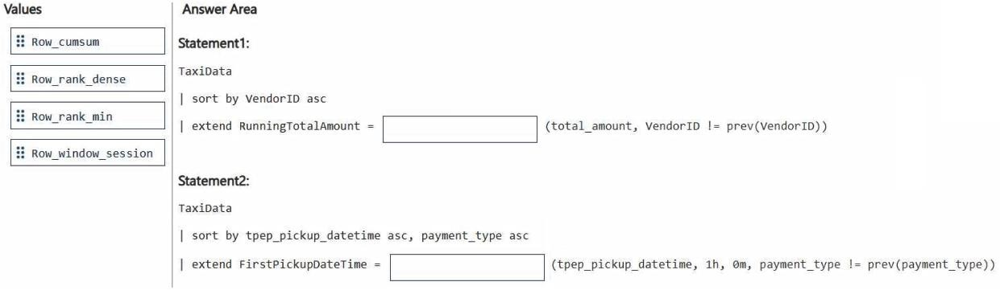 Values
Row_cumsum
Row_rank_dense
Row_rank_min
Row_window_session
Answer Area
Statement1:
TaxiData
| sort by VendorID asc
| extend RunningTotalAmount = (total_amount, VendorID != prev(VendorID))
Statement2:
TaxiData
| sort by tpep_pickup_datetime asc, payment_type asc
| extend FirstPickupDateTime = (tpep_pickup_datetime, 1h, 0m, payment_type != prev(payment_type))